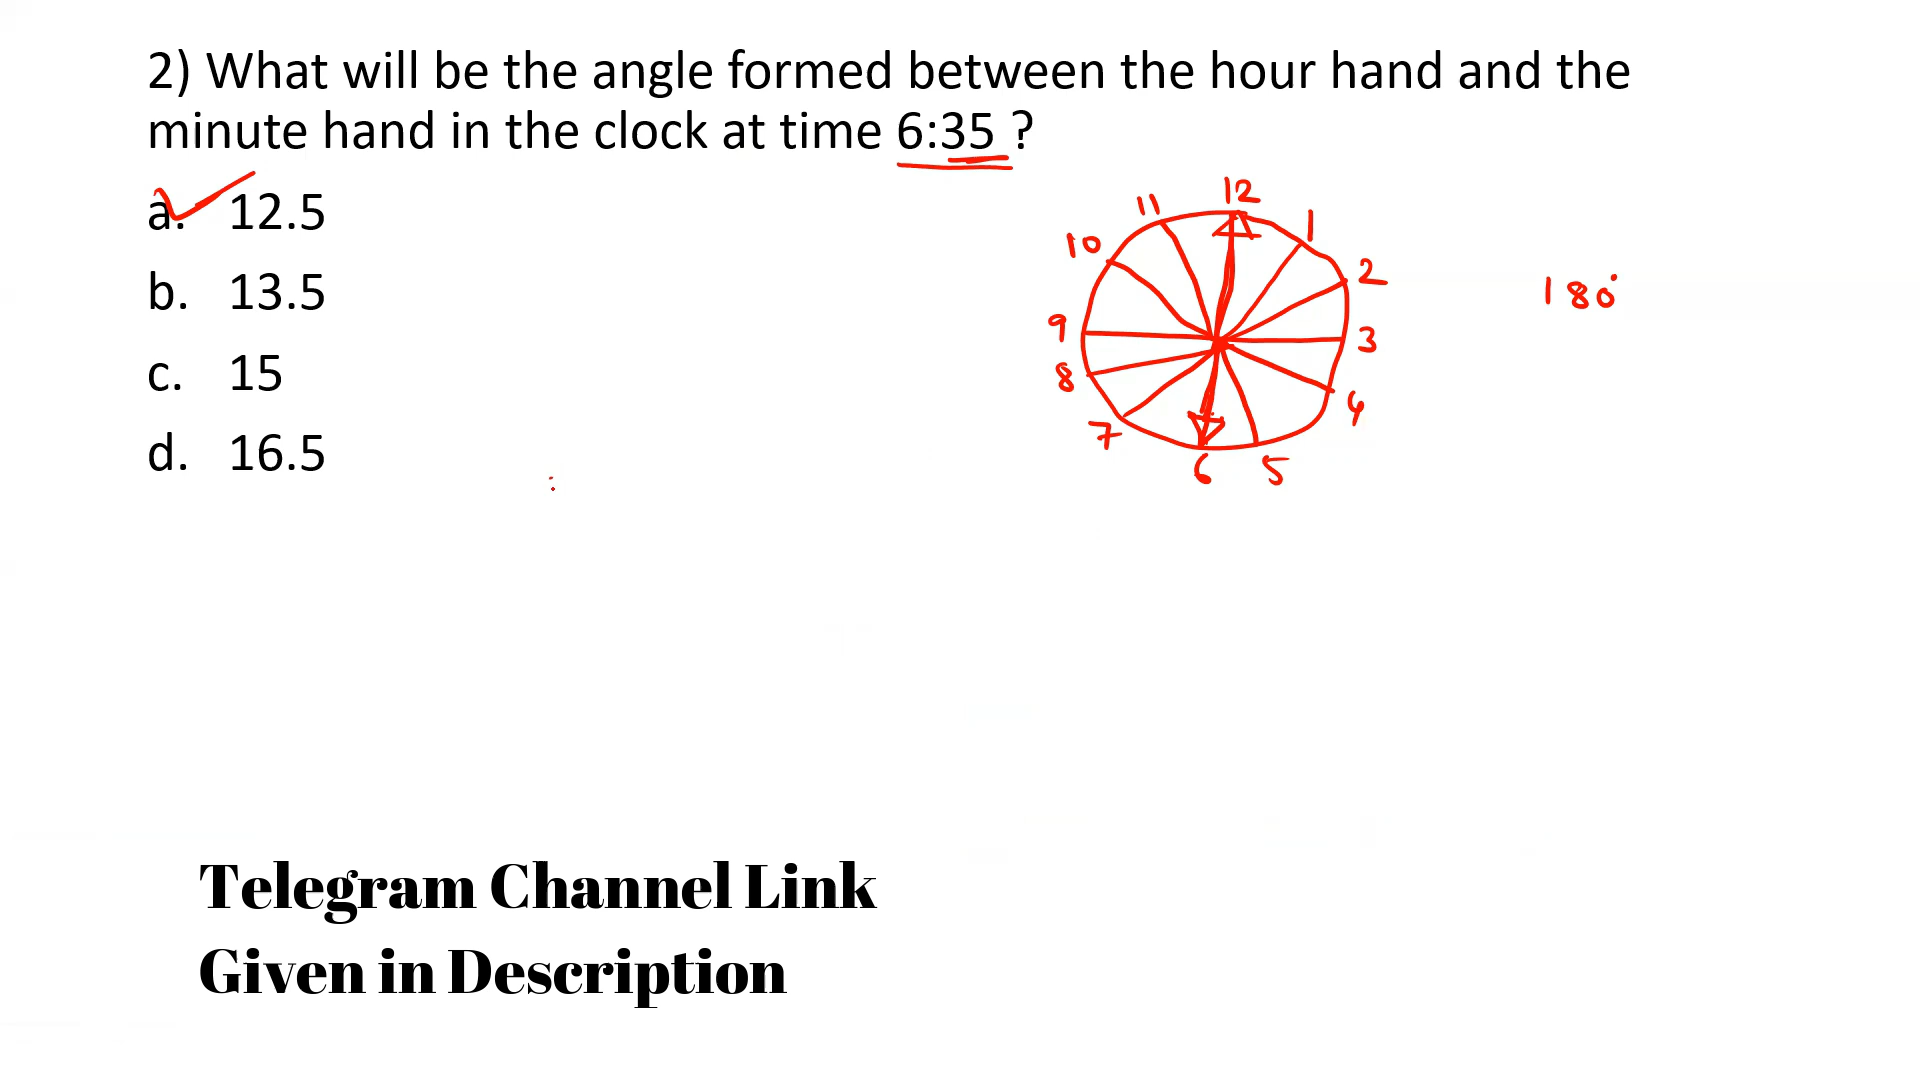 2) What will be the angle formed between the hour hand and the
minute hand in the clock at time 6:35 ?
a. 12.5
b. 13.5
c. 15
d. 16.5
12
11
1
10
2
180°
9
3
8
4
7
6
5
Telegram Channel Link
Given in Description